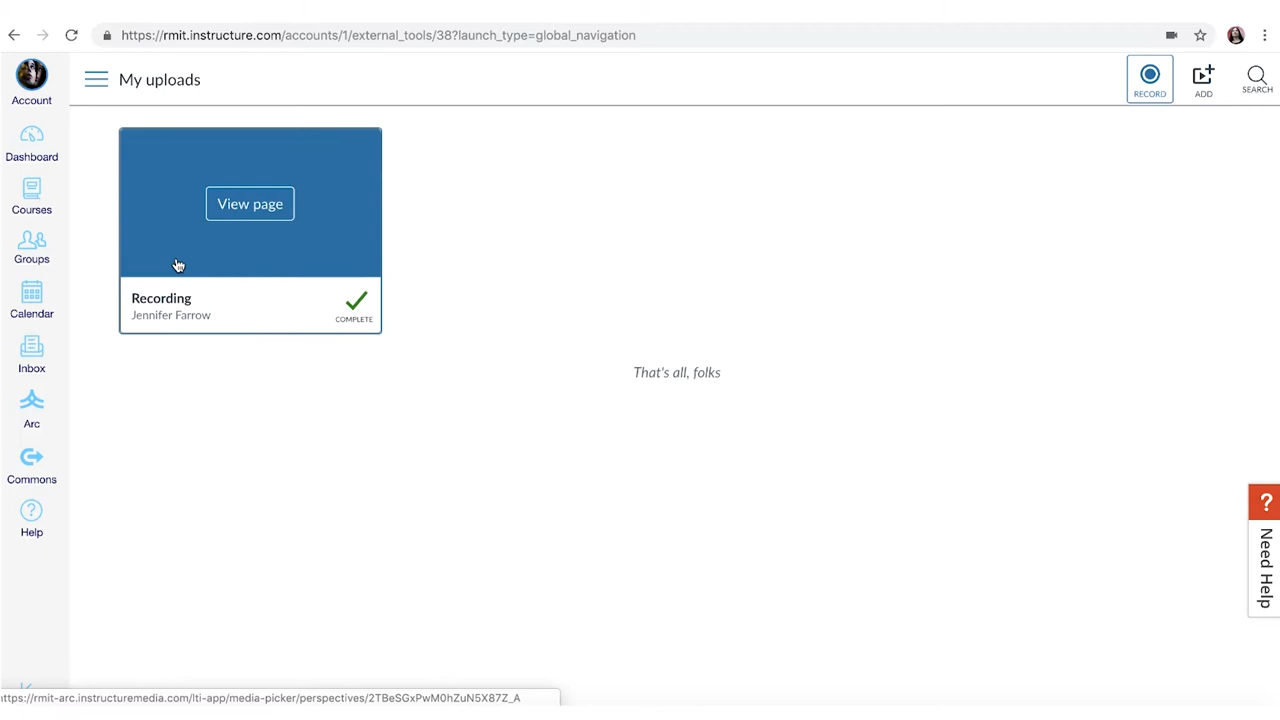 https://rmit.instructure.com/accounts/1/external_tools/38?launch_type=global_navigation
My uploads
RECORD
ADD
SEARCH
Account
Dashboard
Courses
Groups
Calendar
Inbox
Arc
Commons
Help
View page
Recording
Jennifer Farrow
COMPLETE
That's all, folks
? Need Help
https://rmit-arc.instructuremedia.com/lti-app/media-picker/perspectives/2TBeSGxPwM0hZuN5X87Z_A